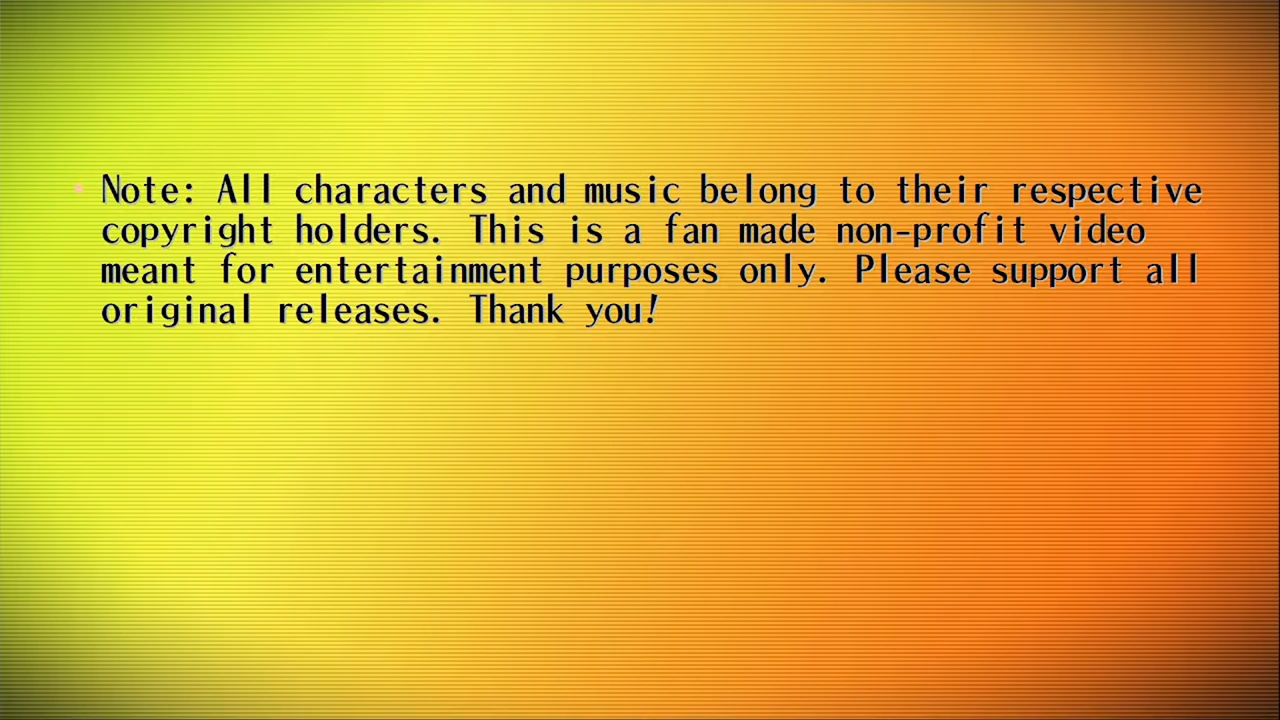 • Note: All characters and music belong to their respective
copyright holders. This is a fan made non-profit video
meant for entertainment purposes only. Please support all
original releases. Thank you!